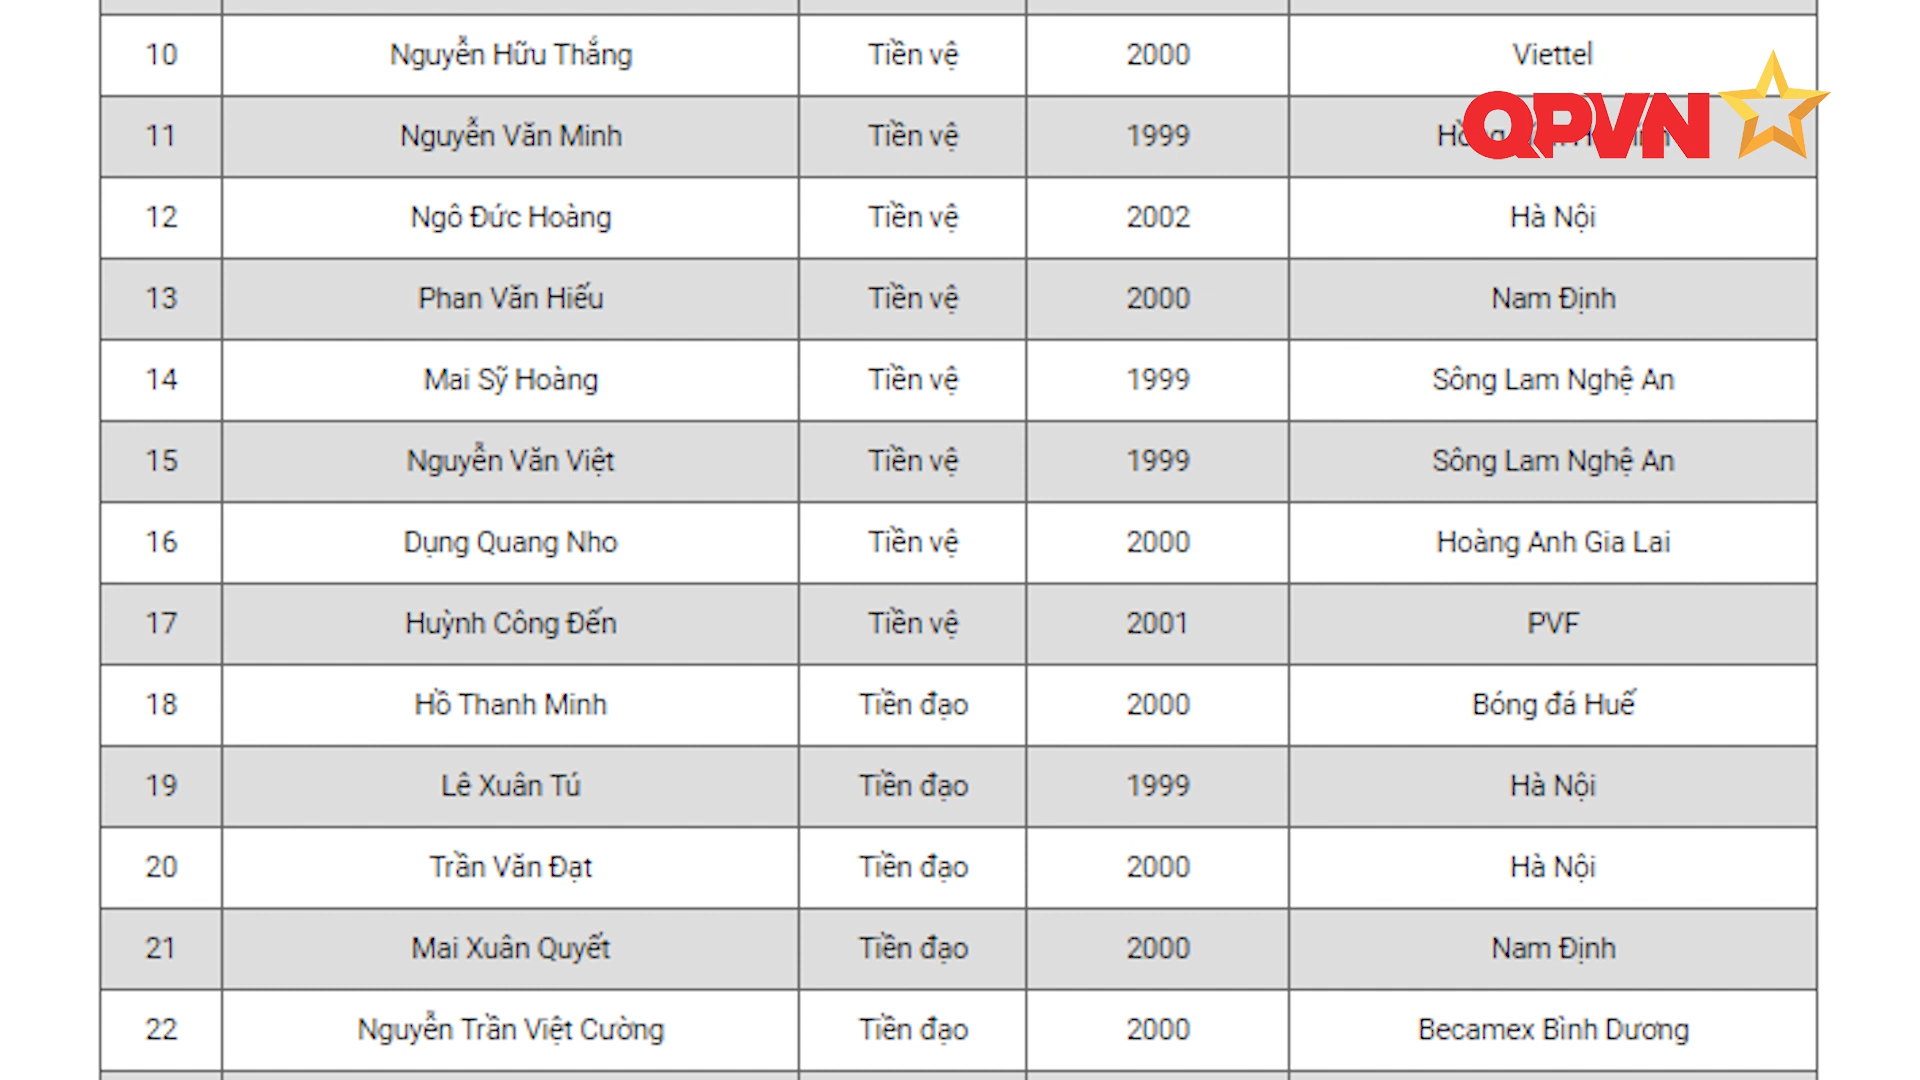 10 Nguyễn Hữu Thắng Tiền vệ 2000 Viettel
QPVN
11 Nguyễn Văn Minh Tiền vệ 1999
12 Ngô Đức Hoàng Tiền vệ 2002 Hà Nội
13 Phan Văn Hiếu Tiền vệ 2000 Nam Định
14 Mai Sỹ Hoàng Tiền vệ 1999 Sông Lam Nghệ An
15 Nguyễn Văn Việt Tiền vệ 1999 Sông Lam Nghệ An
16 Dụng Quang Nho Tiền vệ 2000 Hoàng Anh Gia Lai
17 Huỳnh Công Đến Tiền vệ 2001 PVF
18 Hồ Thanh Minh Tiền đạo 2000 Bóng đá Huế
19 Lê Xuân Tú Tiền đạo 1999 Hà Nội
20 Trần Văn Đạt Tiền đạo 2000 Hà Nội
21 Mai Xuân Quyết Tiền đạo 2000 Nam Định
22 Nguyễn Trần Việt Cường Tiền đạo 2000 Becamex Bình Dương